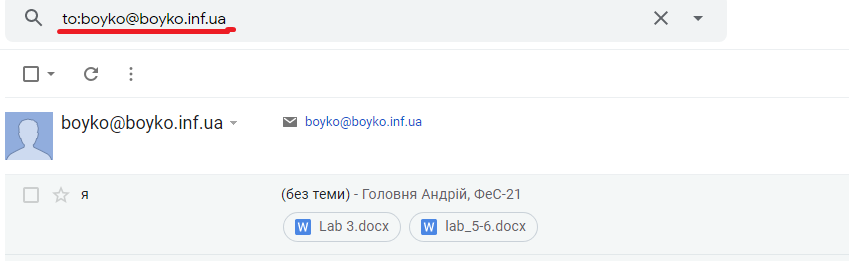 to:boyko@boyko.inf.ua
boyko@boyko.inf.ua boyko@boyko.inf.ua
я (без теми) - Головня Андрій, ФеС-21
W Lab 3.docx W lab_5-6.docx